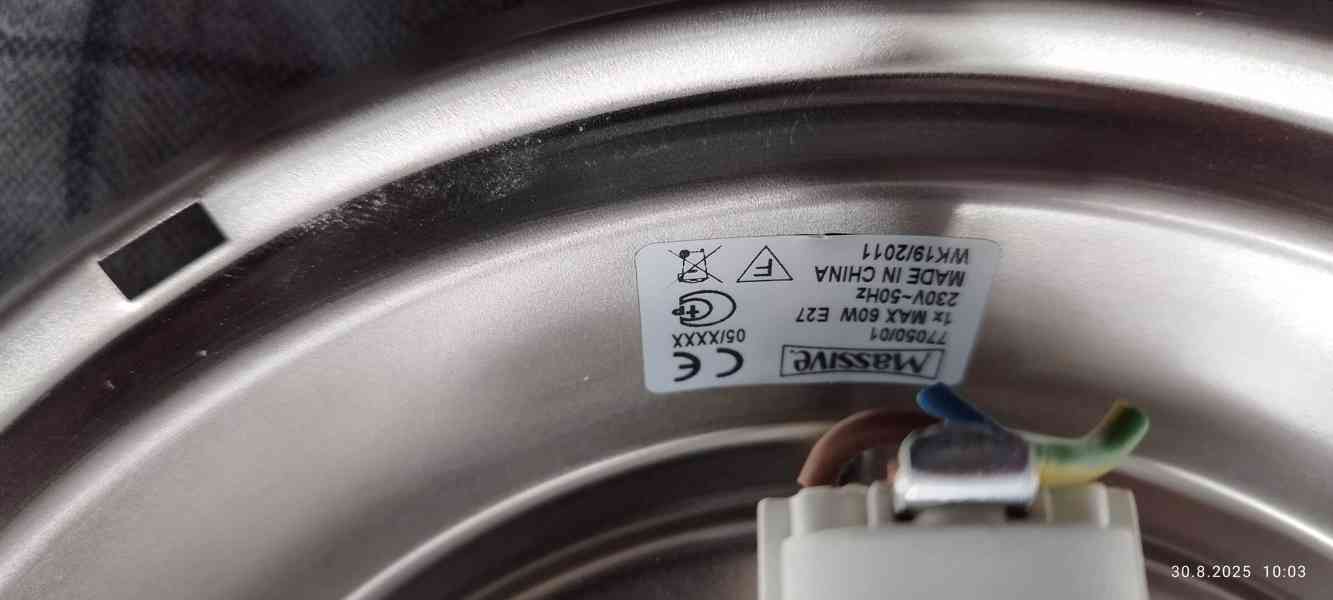 MASSIVE
77050/01
1x MAX 60W E27
230V~50Hz
MADE IN CHINA
WK19/2011
CE
05/XXXX
F
30.8.2025 10:03